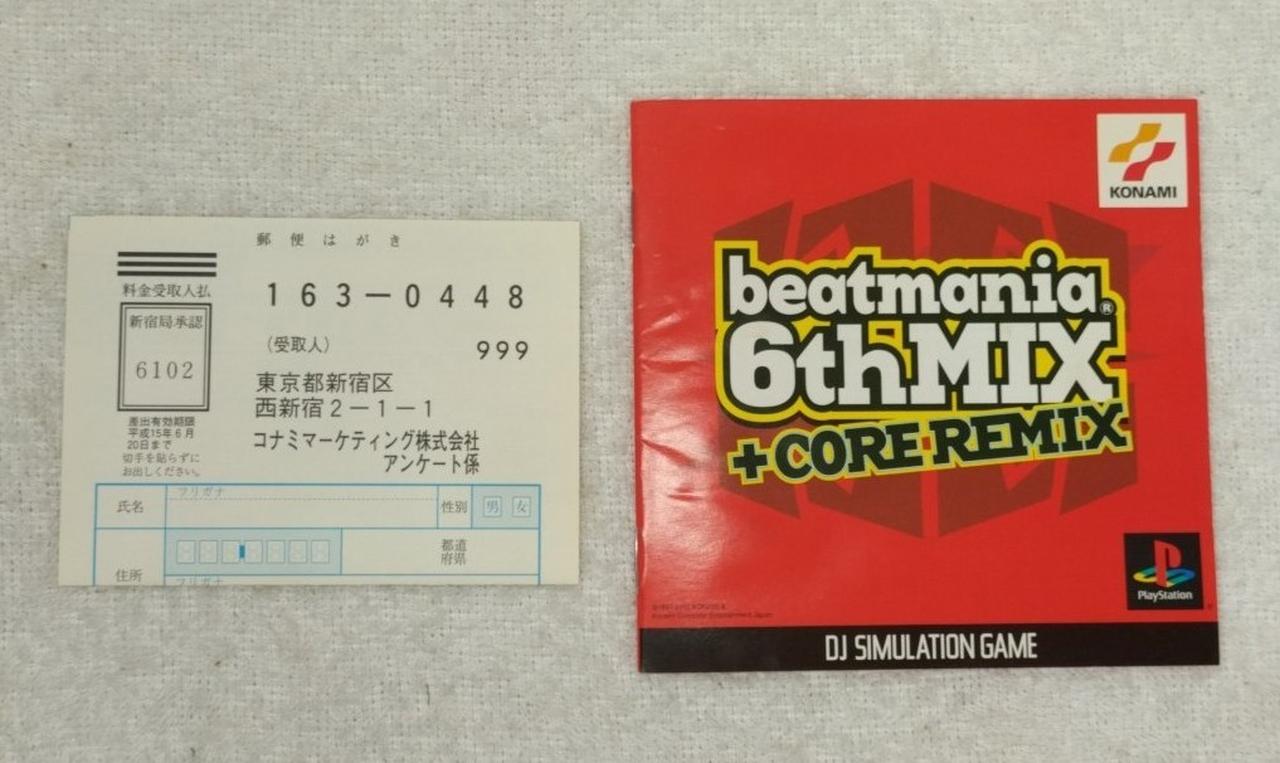 郵便はがき
料金受取人払
新宿局承認
6102
差出有効期限
平成15年6月
20日まで
切手を貼らずに
お出しください。
163-0448
(受取人)
999
東京都新宿区
西新宿2-1-1
コナミマーケティング株式会社
アンケート係
氏名
フリガナ
性別
男 女
住所
都道
府県
フリガナ
KONAMI
beatmania®
6thMIX
+CORE REMIX
PlayStation
DJ SIMULATION GAME